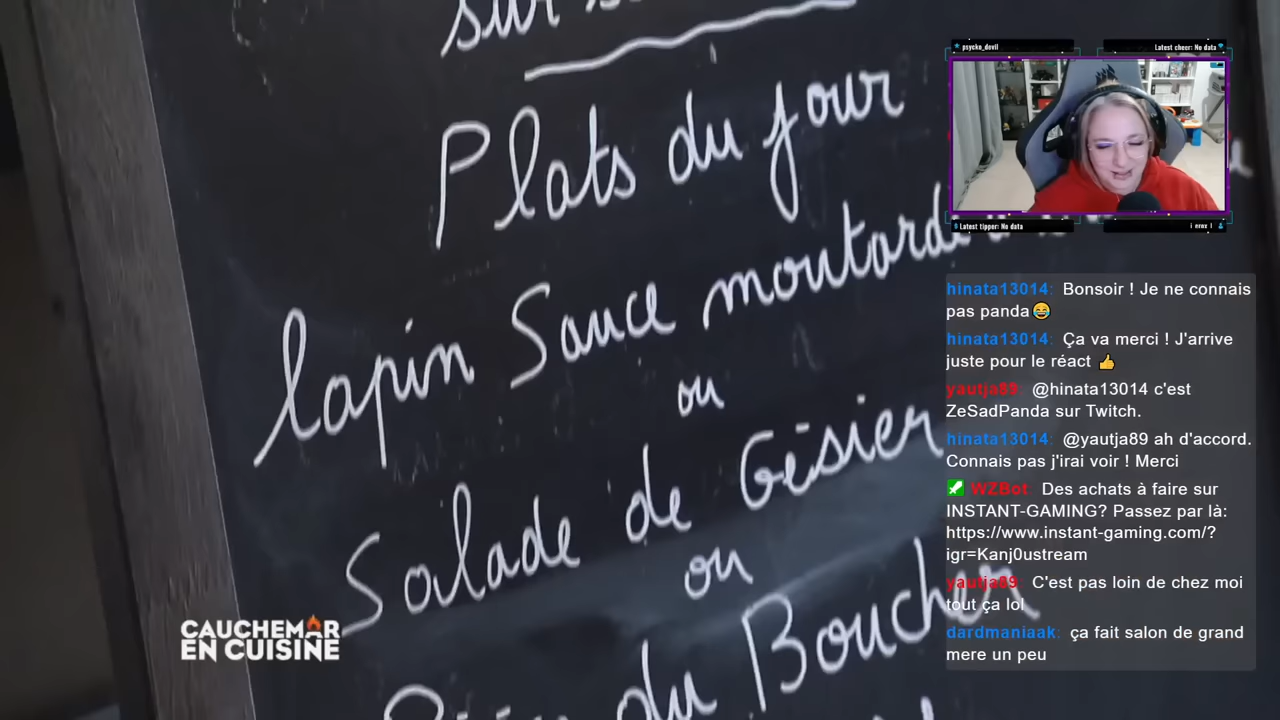 sur
Plats du jour
lapin Sauce moutarde
ou
Salade de Gésier
ou
du Boucher
CAUCHEMAR
EN CUISINE
psycko_devil
Latest cheer: No data
Latest tipper: No data
hinata13014: Bonsoir ! Je ne connais
pas panda😂
hinata13014: Ça va merci ! J'arrive
juste pour le réact 👍
yautja89: @hinata13014 c'est
ZeSadPanda sur Twitch.
hinata13014: @yautja89 ah d'accord.
Connais pas j'irai voir ! Merci
WZBot: Des achats à faire sur
INSTANT-GAMING? Passez par là:
https://www.instant-gaming.com/?
igr=Kanj0ustream
yautja89: C'est pas loin de chez moi
tout ça lol
dardmaniaak: ça fait salon de grand
mere un peu